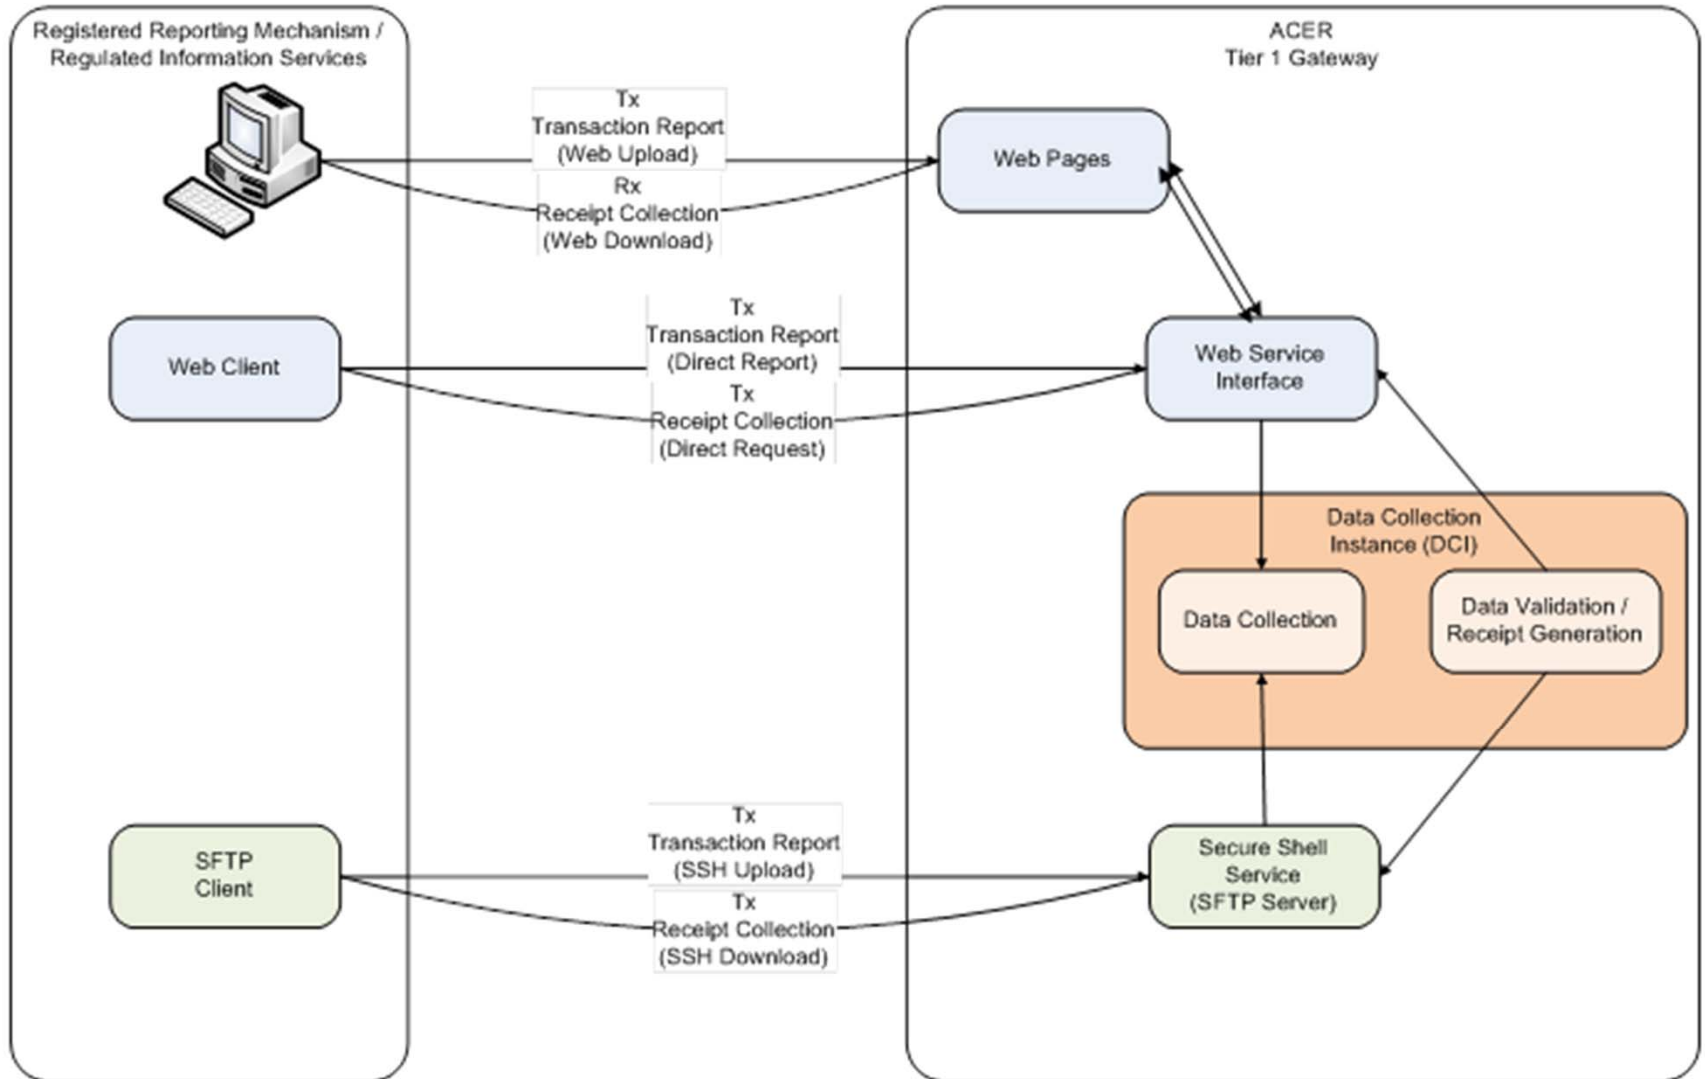 Registered Reporting Mechanism /
Regulated Information Services
ACER
Tier 1 Gateway
Tx
Transaction Report
(Web Upload)
Rx
Receipt Collection
(Web Download)
Web Pages
Web Client
Tx
Transaction Report
(Direct Report)
Tx
Receipt Collection
(Direct Request)
Web Service
Interface
Data Collection
Instance (DCI)
Data Collection
Data Validation /
Receipt Generation
SFTP
Client
Tx
Transaction Report
(SSH Upload)
Tx
Receipt Collection
(SSH Download)
Secure Shell
Service
(SFTP Server)